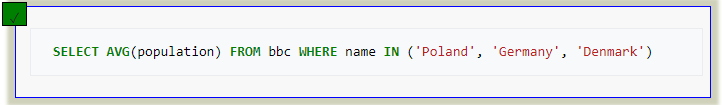 SELECT AVG(population) FROM bbc WHERE name IN ('Poland', 'Germany', 'Denmark')